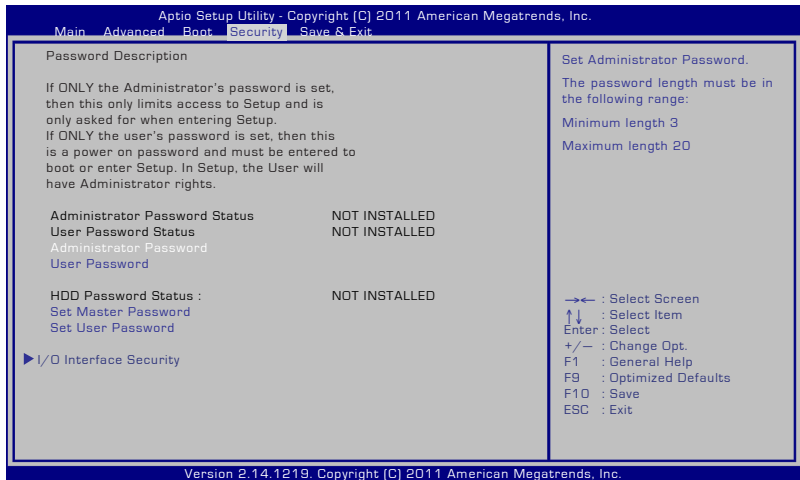 Aptio Setup Utility - Copyright (C) 2011 American Megatrends, Inc.
Main Advanced Boot Security Save & Exit
Password Description
If ONLY the Administrator's password is set,
then this only limits access to Setup and is
only asked for when entering Setup.
If ONLY the user's password is set, then this
is a power on password and must be entered to
boot or enter Setup. In Setup, the User will
have Administrator rights.
Administrator Password Status NOT INSTALLED
User Password Status NOT INSTALLED
Administrator Password
User Password
HDD Password Status : NOT INSTALLED
Set Master Password
Set User Password
▶I/O Interface Security
Set Administrator Password.
The password length must be in
the following range:
Minimum length 3
Maximum length 20
→← : Select Screen
↑↓ : Select Item
Enter : Select
+/— : Change Opt.
F1 : General Help
F9 : Optimized Defaults
F10 : Save
ESC : Exit
Version 2.14.1219. Copyright (C) 2011 American Megatrends, Inc.